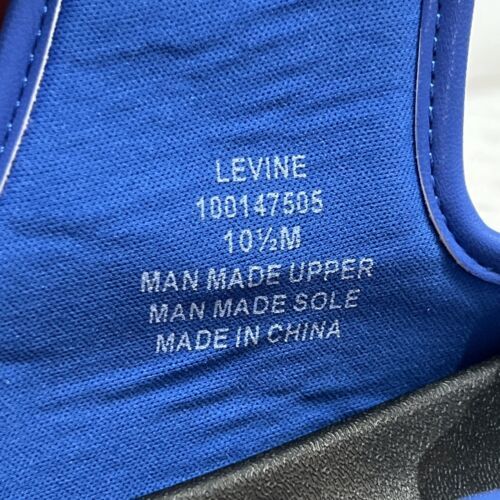 LEVINE
100147505
10½M
MAN MADE UPPER
MAN MADE SOLE
MADE IN CHINA